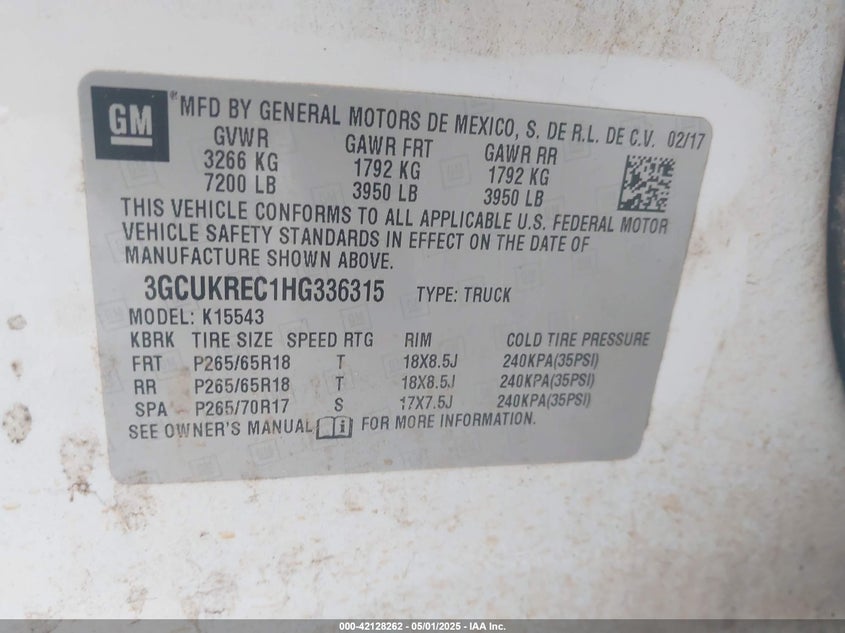 GM
® MFD BY GENERAL MOTORS DE MEXICO, S. DE R.L. DE C.V. 02/17
GVWR GAWR FRT GAWR RR
3266 KG 1792 KG 1792 KG
7200 LB 3950 LB 3950 LB
THIS VEHICLE CONFORMS TO ALL APPLICABLE U.S. FEDERAL MOTOR
VEHICLE SAFETY STANDARDS IN EFFECT ON THE DATE OF
MANUFACTURE SHOWN ABOVE.
3GCUKREC1HG336315 TYPE: TRUCK
MODEL: K15543
KBRK TIRE SIZE SPEED RTG RIM COLD TIRE PRESSURE
FRT P265/65R18 T 18X8.5J 240KPA(35PSI)
RR P265/65R18 T 18X8.5J 240KPA(35PSI)
SPA P265/70R17 S 17X7.5J 240KPA(35PSI)
SEE OWNER'S MANUAL i FOR MORE INFORMATION.
000-42128262 - 05/01/2025 - IAA Inc.